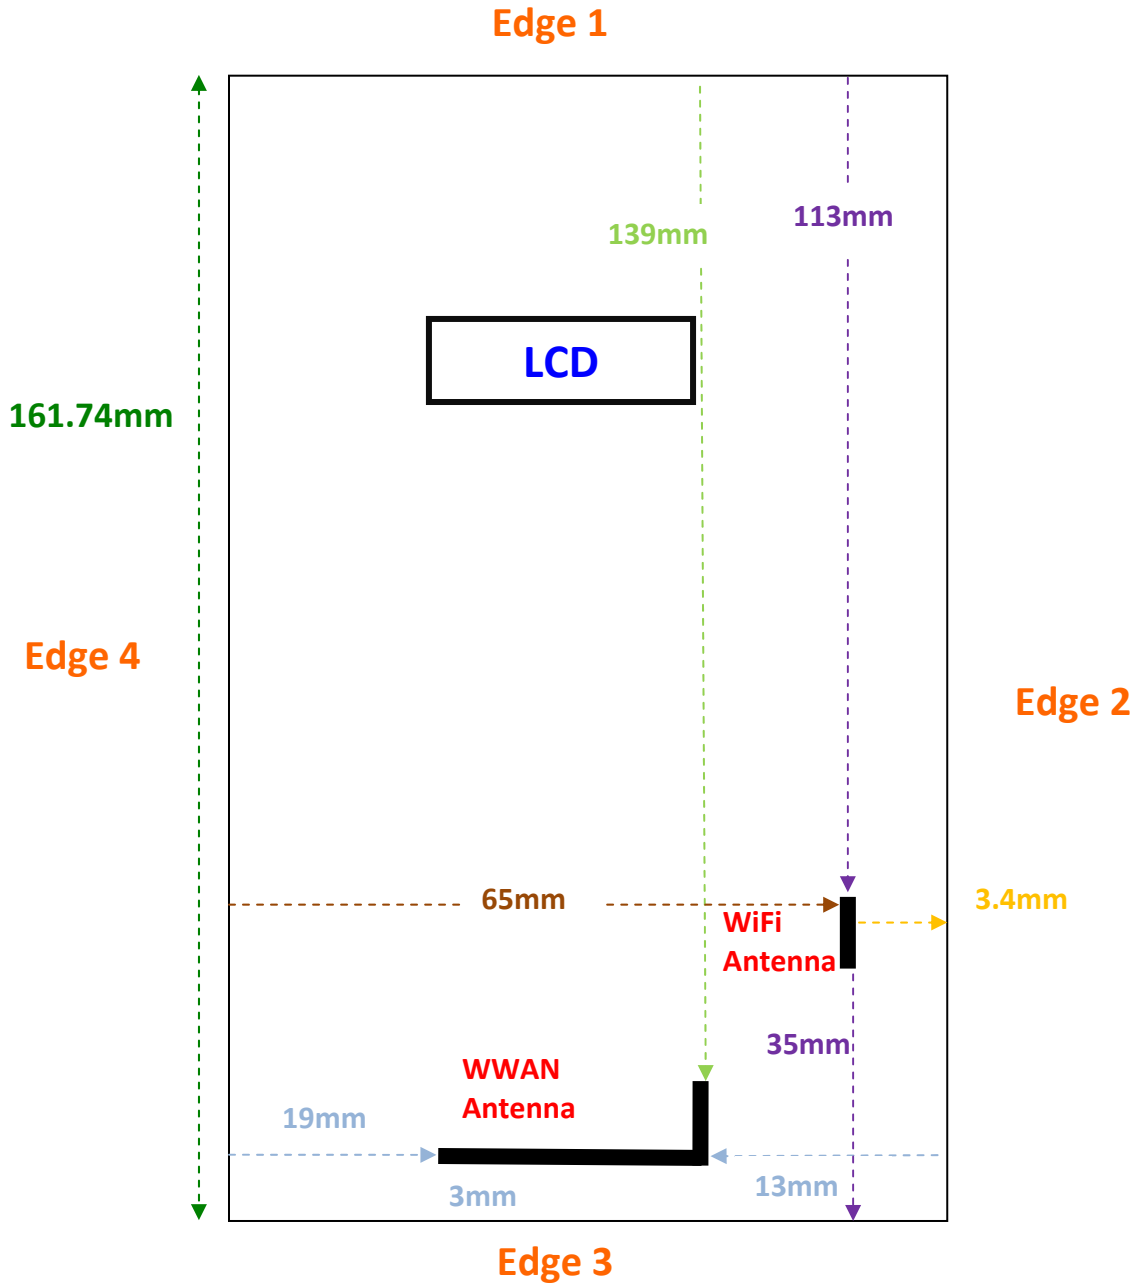 Edge 1
113mm
139mm
LCD
161.74mm
Edge 4
Edge 2
65mm
3.4mm
WiFi
Antenna
35mm
WWAN
Antenna
19mm
13mm
3mm
Edge 3